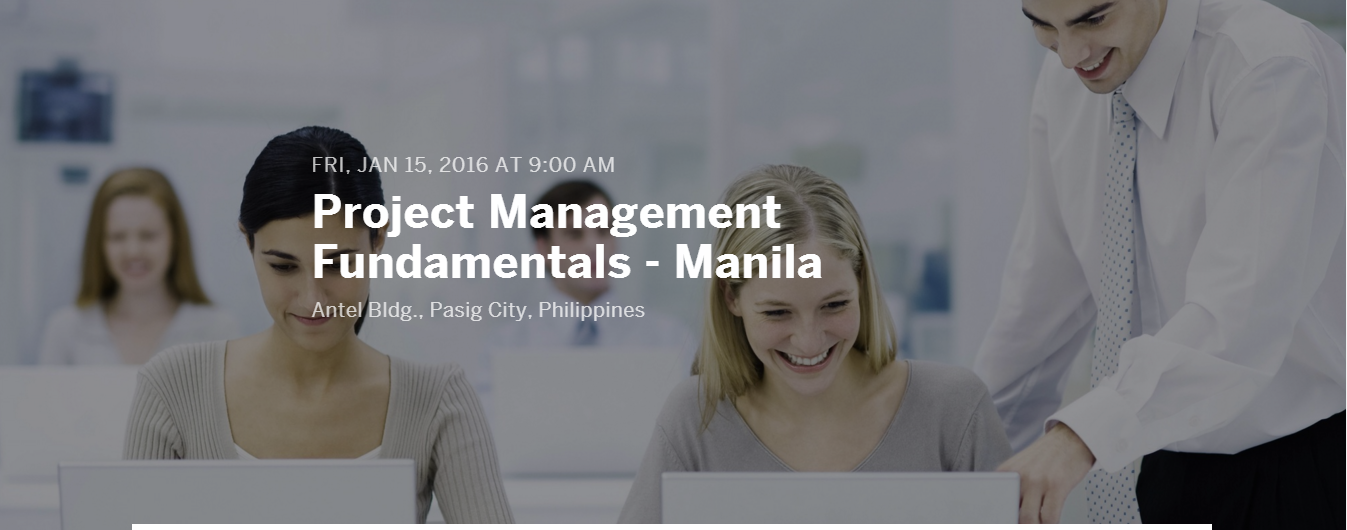 FRI, JAN 15, 2016 AT 9:00 AM
Project Management
Fundamentals - Manila
Antel Bldg., Pasig City, Philippines